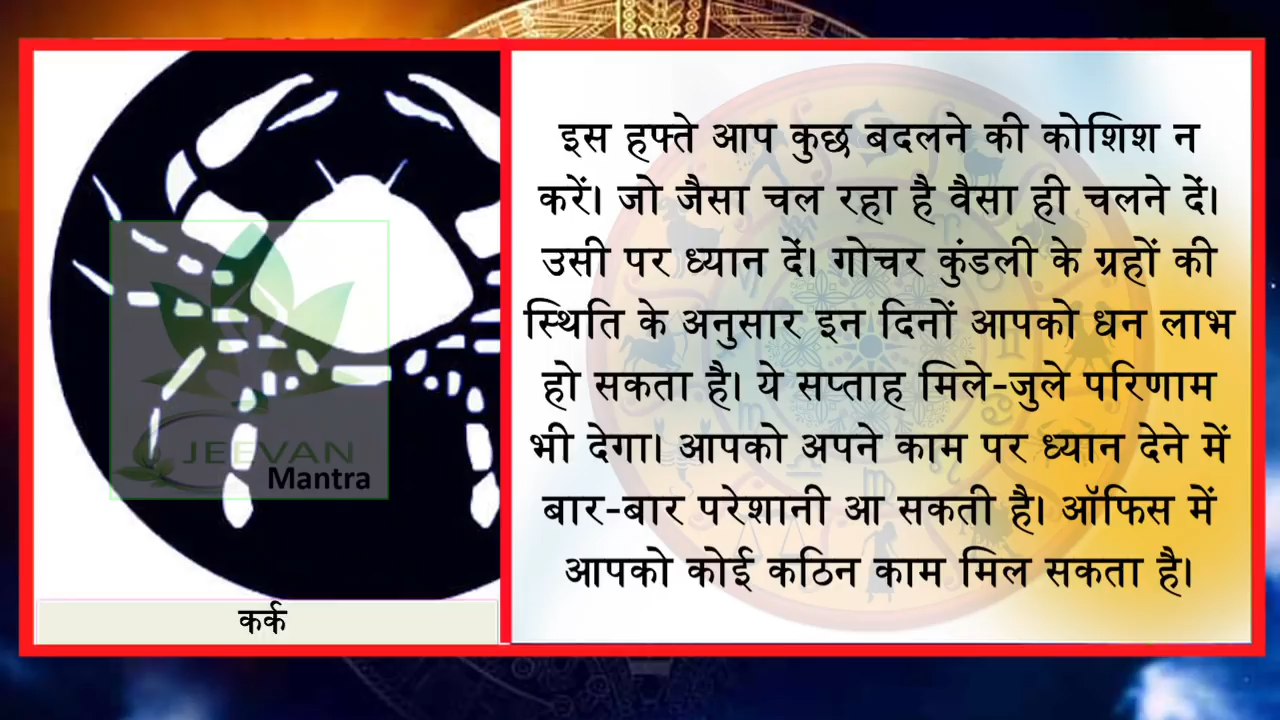 इस हफ्ते आप कुछ बदलने की कोशिश न
करें। जो जैसा चल रहा है वैसा ही चलने दें।
उसी पर ध्यान दें। गोचर कुंडली के ग्रहों की
स्थिति के अनुसार इन दिनों आपको धन लाभ
हो सकता है। ये सप्ताह मिले-जुले परिणाम
भी देगा। आपको अपने काम पर ध्यान देने में
बार-बार परेशानी आ सकती है। ऑफिस में
आपको कोई कठिन काम मिल सकता है।
JEEVAN
Mantra
कर्क